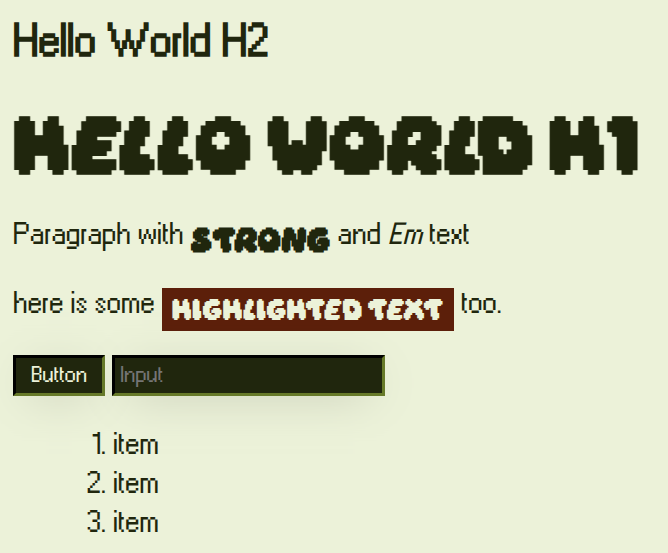 Hello World H2
HELLO WORLD H1
Paragraph with STRONG and Em text
here is some HIGHLIGHTED TEXT too.
Button Input
1. item
2. item
3. item